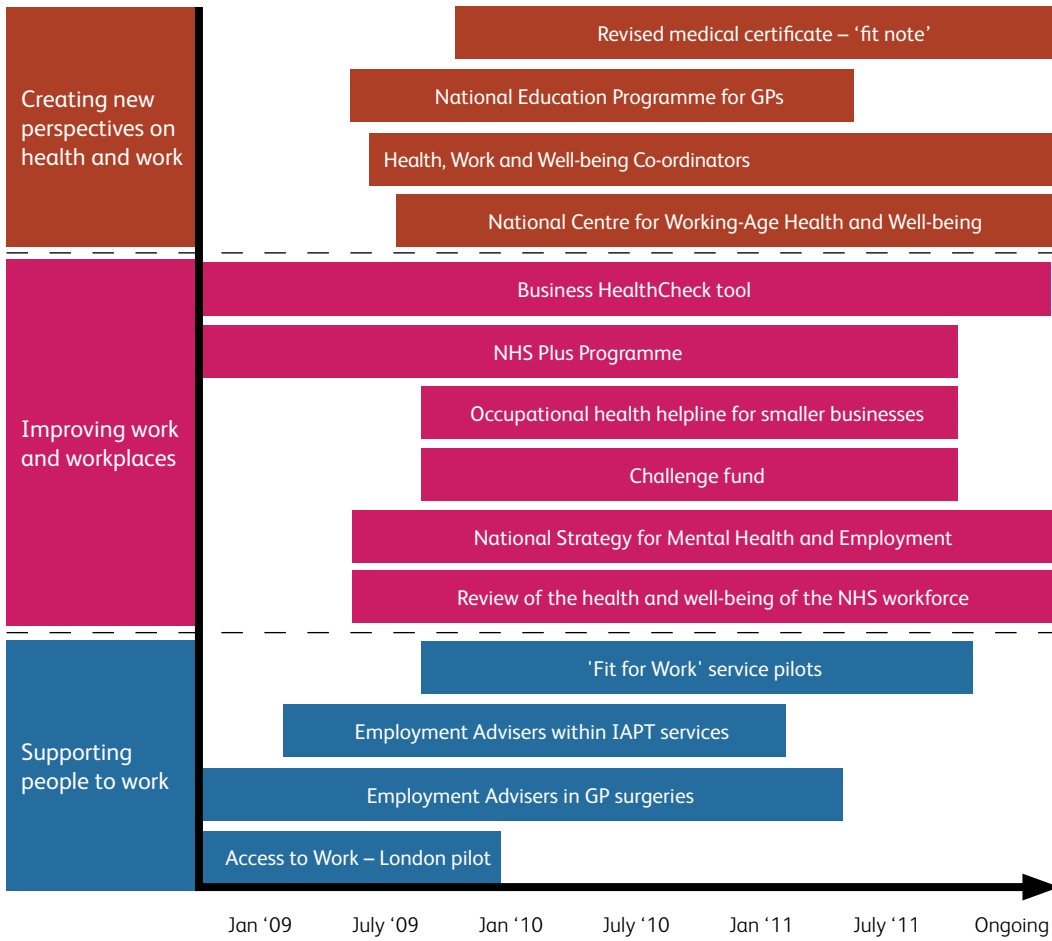 Creating new
perspectives on
health and work
Revised medical certificate – ‘fit note’
National Education Programme for GPs
Health, Work and Well-being Co-ordinators
National Centre for Working-Age Health and Well-being
Improving work
and workplaces
Business HealthCheck tool
NHS Plus Programme
Occupational health helpline for smaller businesses
Challenge fund
National Strategy for Mental Health and Employment
Review of the health and well-being of the NHS workforce
Supporting
people to work
'Fit for Work' service pilots
Employment Advisers within IAPT services
Employment Advisers in GP surgeries
Access to Work – London pilot
Jan ‘09 July ‘09 Jan ‘10 July ‘10 Jan ‘11 July ‘11 Ongoing